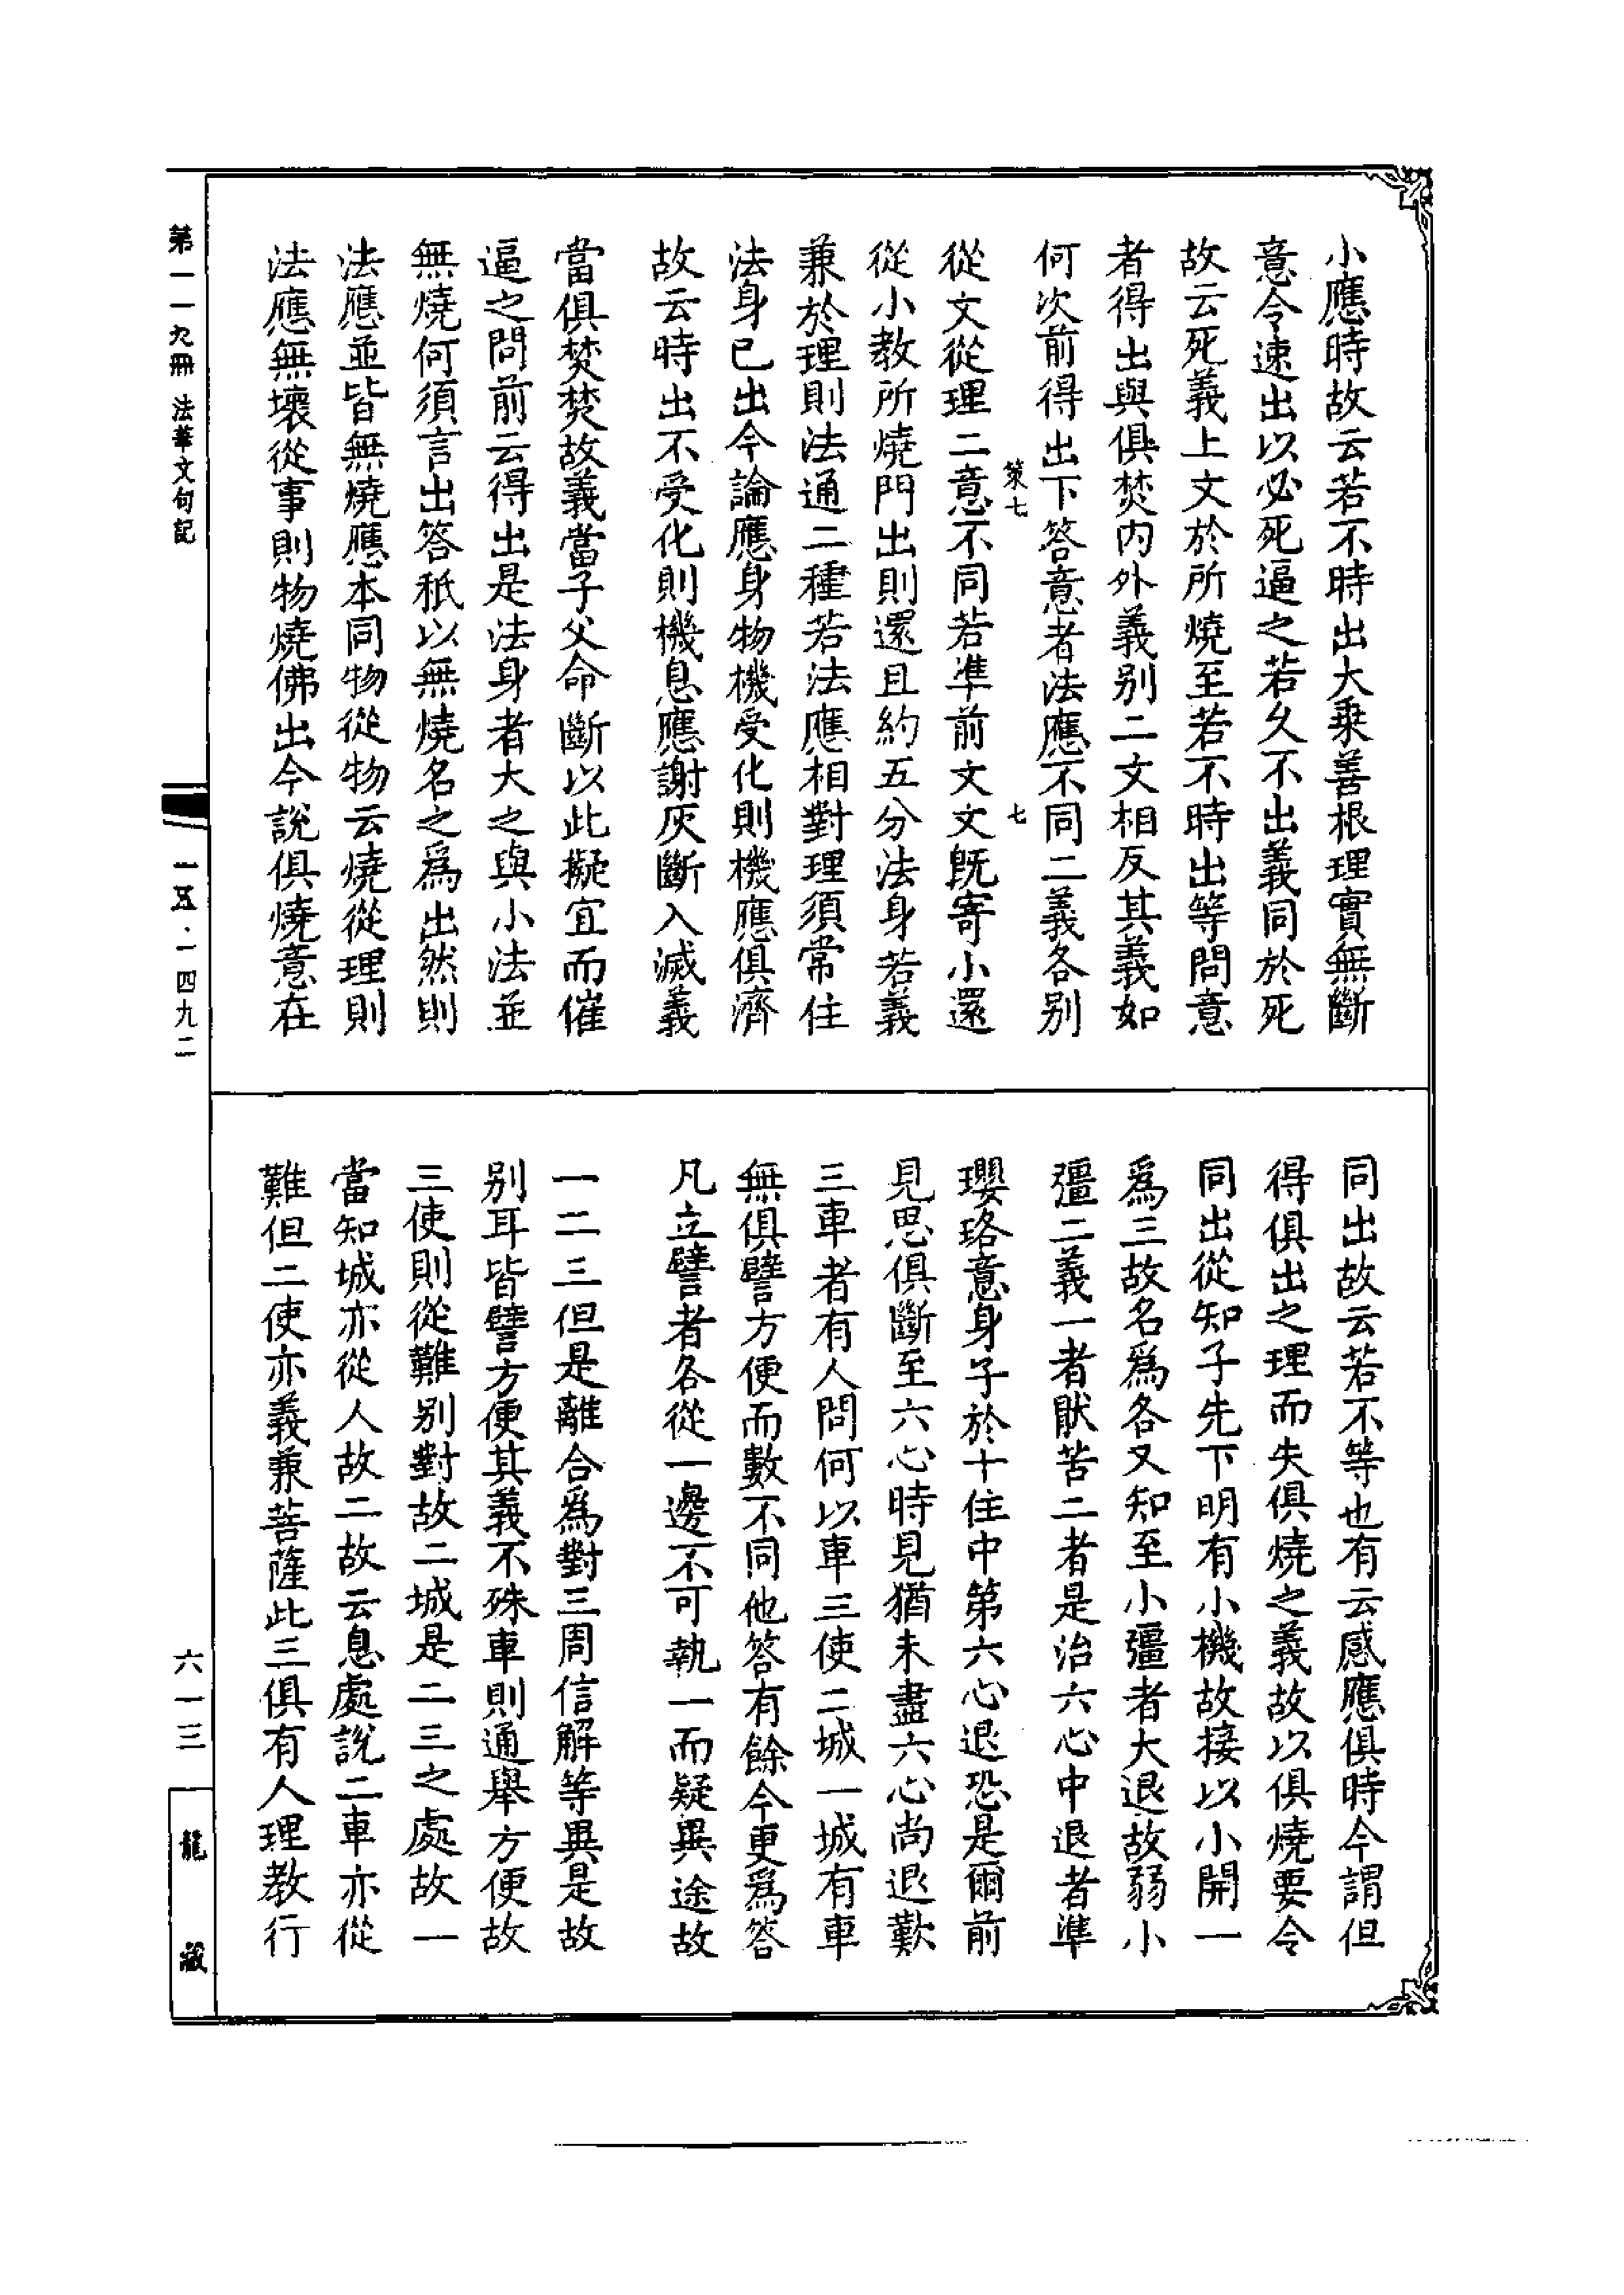 小應時故云若不時出大乗善根理實無斷
意令速出以必死逼之若久不出義同於死
故云死義上文於所燒至若不時出等問意
者得出與俱焚内外義别二文相反其義如
何次前得出下答意者法應不同二義各别
策七
七
從文從理二意不同若準前文文既寄小還
從小教所燒門出則還且約五分法身若義
兼於理則法通二種若法應相對理須常住
法身已出今論應身物機受化則機應俱濟
故云時出不受化則機息應謝灰斷入滅義
當俱焚焚故義當子父命斷以此擬宜而催
逼之問前云得出是法身者大之與小法並
無燒何須言出答秖以無燒名之爲出然則
法應並皆無燒應本同物從物云燒從理則
法應無壞從事則物燒佛出今說俱燒意在
同出故云若不等也有云感應俱時今謂但
得俱出之理而失俱燒之義故以俱燒要令
同出從知子先下明有小機故接以小開一
爲三故名爲各又知至小彊者大退故弱小
彊二義一者猒苦二者是治六心中退者準
瓔珞意身子於十住中第六心退恐是爾前
見思俱斷至六心時見猶未盡六心尚退歎
三車者有人問何以車三使二城一城有車
無俱譬方便而數不同他答有餘今更爲答
凡立譬者各從一邊不可執一而疑異途故
一二三但是離合爲對三周信解等異是故
别耳皆譬方便其義不殊車則通舉方便故
三使則從難别對故二城是二三之處故一
當知城亦從人故二故云息處說二車亦從
難但二使亦義兼菩薩此三俱有人理教行
第一一九冊 法華文句記
一五·一四九二
六一三
龍藏